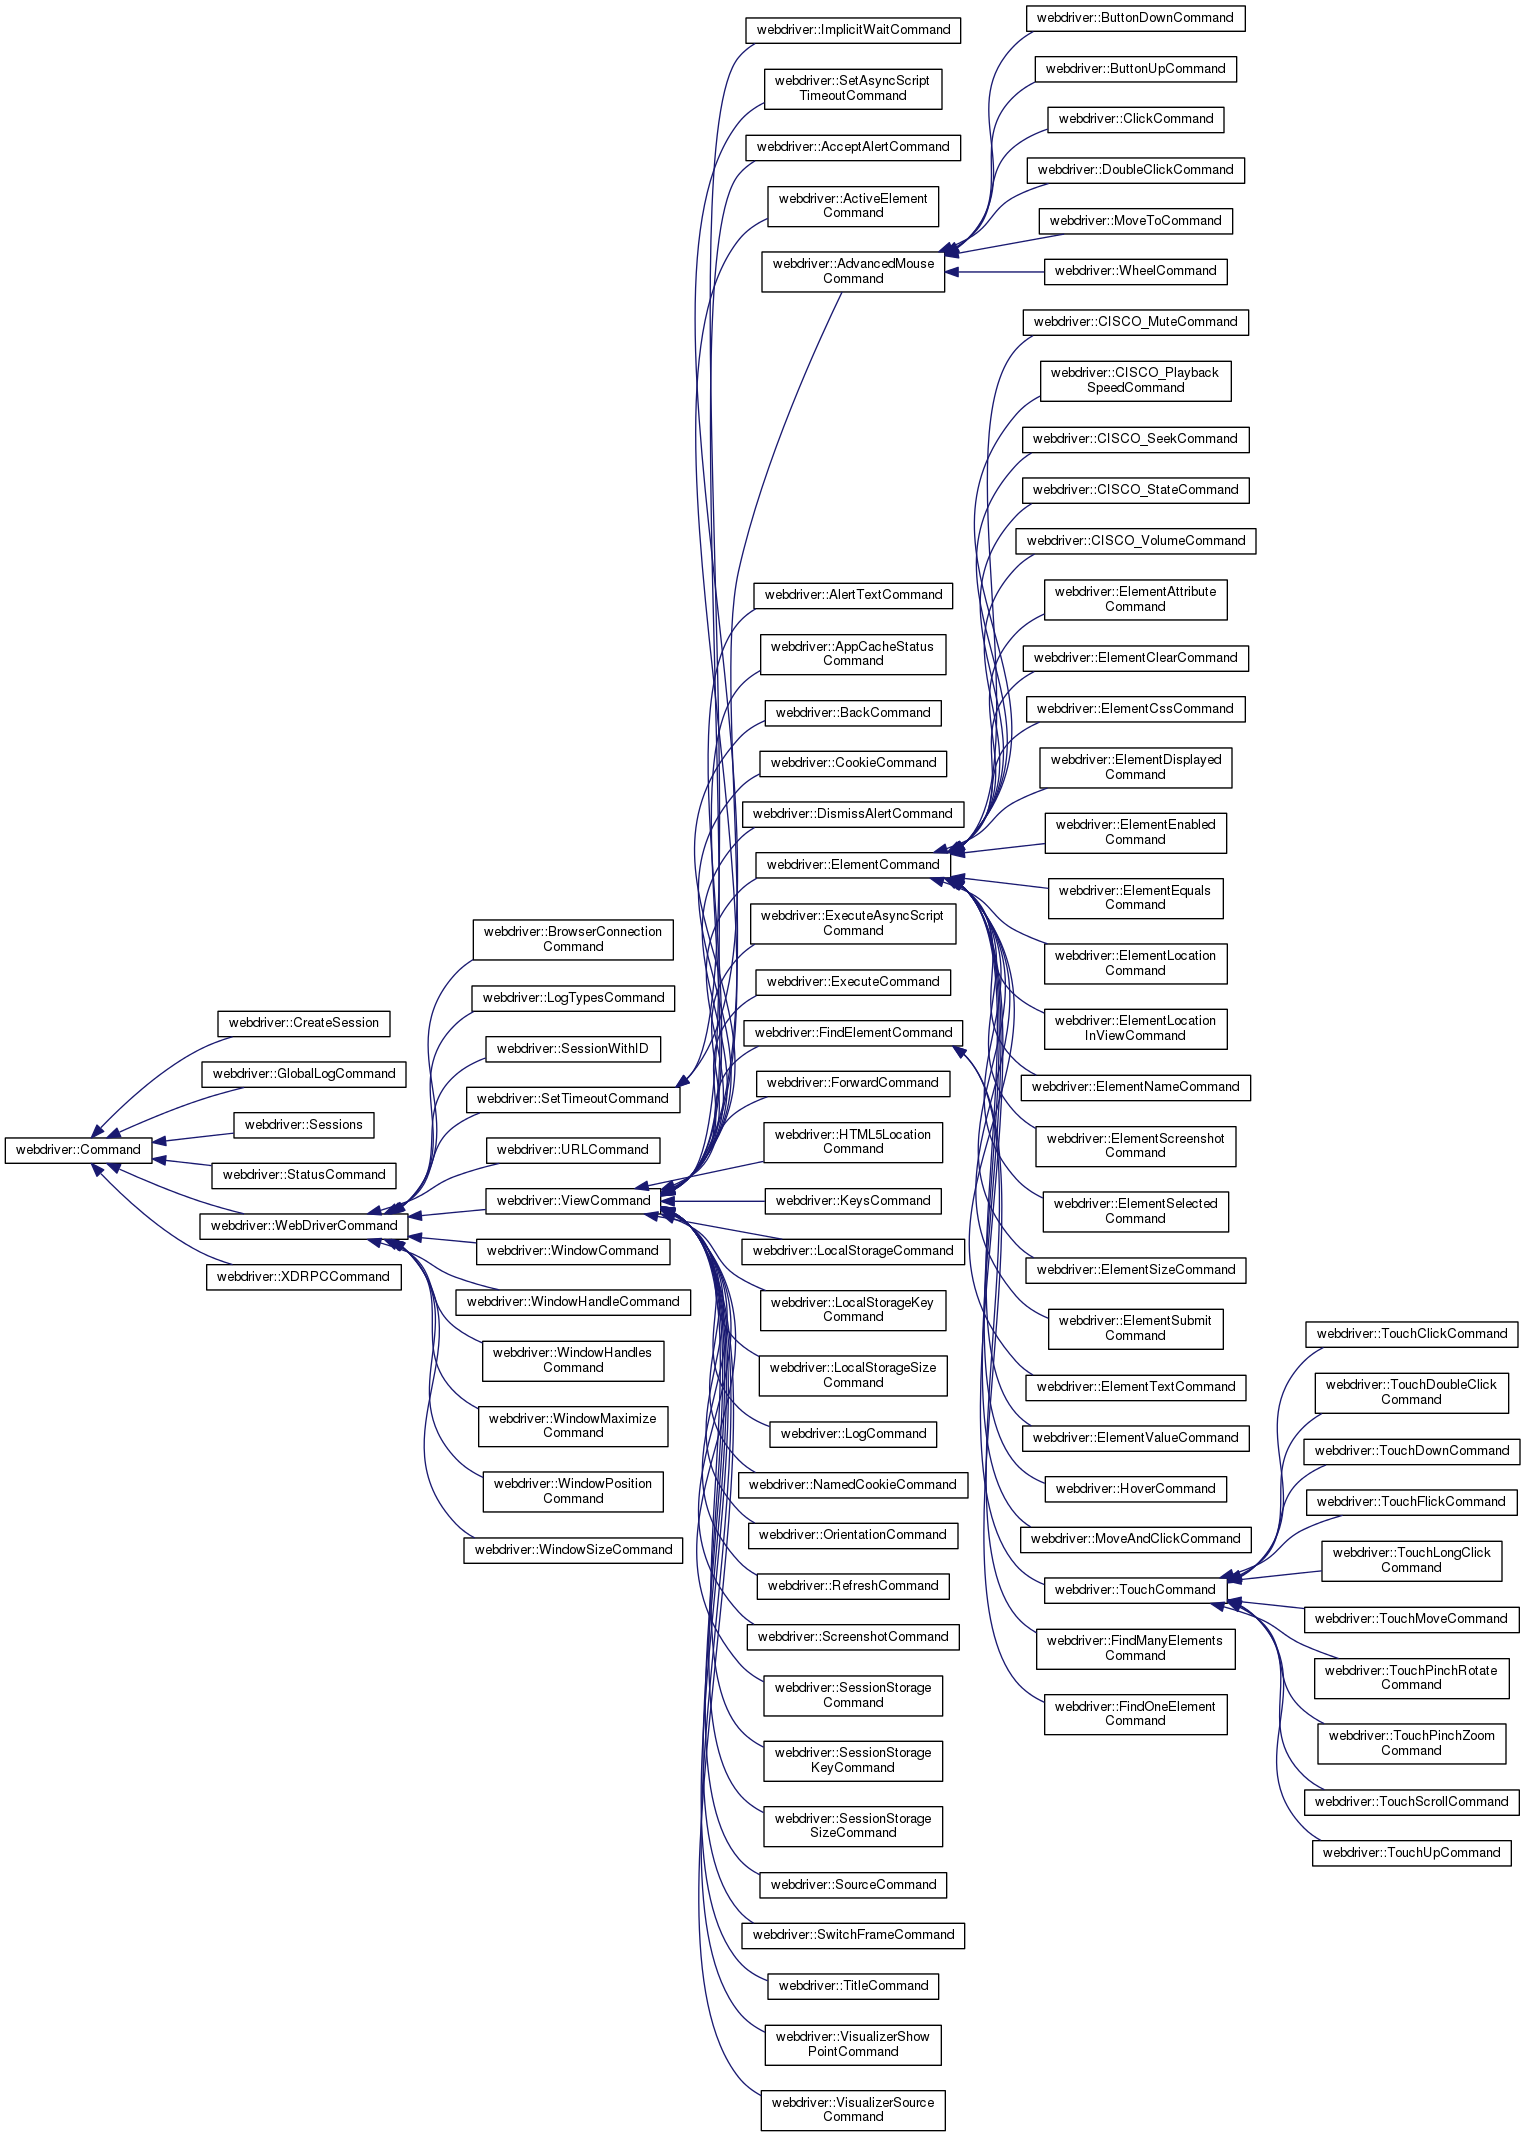 webdriver::Command
webdriver::CreateSession
webdriver::GlobalLogCommand
webdriver::Sessions
webdriver::StatusCommand
webdriver::WebDriverCommand
webdriver::XDRPCCommand
webdriver::BrowserConnection
Command
webdriver::LogTypesCommand
webdriver::SessionWithID
webdriver::SetTimeoutCommand
webdriver::URLCommand
webdriver::ViewCommand
webdriver::WindowCommand
webdriver::WindowHandleCommand
webdriver::WindowHandles
Command
webdriver::WindowMaximize
Command
webdriver::WindowPosition
Command
webdriver::WindowSizeCommand
webdriver::ImplicitWaitCommand
webdriver::SetAsyncScript
TimeoutCommand
webdriver::AcceptAlertCommand
webdriver::ActiveElement
Command
webdriver::AdvancedMouse
Command
webdriver::AlertTextCommand
webdriver::AppCacheStatus
Command
webdriver::BackCommand
webdriver::CookieCommand
webdriver::DismissAlertCommand
webdriver::ElementCommand
webdriver::ExecuteAsyncScript
Command
webdriver::ExecuteCommand
webdriver::FindElementCommand
webdriver::ForwardCommand
webdriver::HTML5Location
Command
webdriver::KeysCommand
webdriver::LocalStorageCommand
webdriver::LocalStorageKey
Command
webdriver::LocalStorageSize
Command
webdriver::LogCommand
webdriver::NamedCookieCommand
webdriver::OrientationCommand
webdriver::RefreshCommand
webdriver::ScreenshotCommand
webdriver::SessionStorage
Command
webdriver::SessionStorage
KeyCommand
webdriver::SessionStorage
SizeCommand
webdriver::SourceCommand
webdriver::SwitchFrameCommand
webdriver::TitleCommand
webdriver::VisualizerShow
PointCommand
webdriver::VisualizerSource
Command
webdriver::ButtonDownCommand
webdriver::ButtonUpCommand
webdriver::ClickCommand
webdriver::DoubleClickCommand
webdriver::MoveToCommand
webdriver::WheelCommand
webdriver::CISCO_MuteCommand
webdriver::CISCO_Playback
SpeedCommand
webdriver::CISCO_SeekCommand
webdriver::CISCO_StateCommand
webdriver::CISCO_VolumeCommand
webdriver::ElementAttribute
Command
webdriver::ElementClearCommand
webdriver::ElementCssCommand
webdriver::ElementDisplayed
Command
webdriver::ElementEnabled
Command
webdriver::ElementEquals
Command
webdriver::ElementLocation
Command
webdriver::ElementLocation
InViewCommand
webdriver::ElementNameCommand
webdriver::ElementScreenshot
Command
webdriver::ElementSelected
Command
webdriver::ElementSizeCommand
webdriver::ElementSubmit
Command
webdriver::ElementTextCommand
webdriver::ElementValueCommand
webdriver::HoverCommand
webdriver::MoveAndClickCommand
webdriver::TouchCommand
webdriver::FindManyElements
Command
webdriver::FindOneElement
Command
webdriver::TouchClickCommand
webdriver::TouchDoubleClick
Command
webdriver::TouchDownCommand
webdriver::TouchFlickCommand
webdriver::TouchLongClick
Command
webdriver::TouchMoveCommand
webdriver::TouchPinchRotate
Command
webdriver::TouchPinchZoom
Command
webdriver::TouchScrollCommand
webdriver::TouchUpCommand